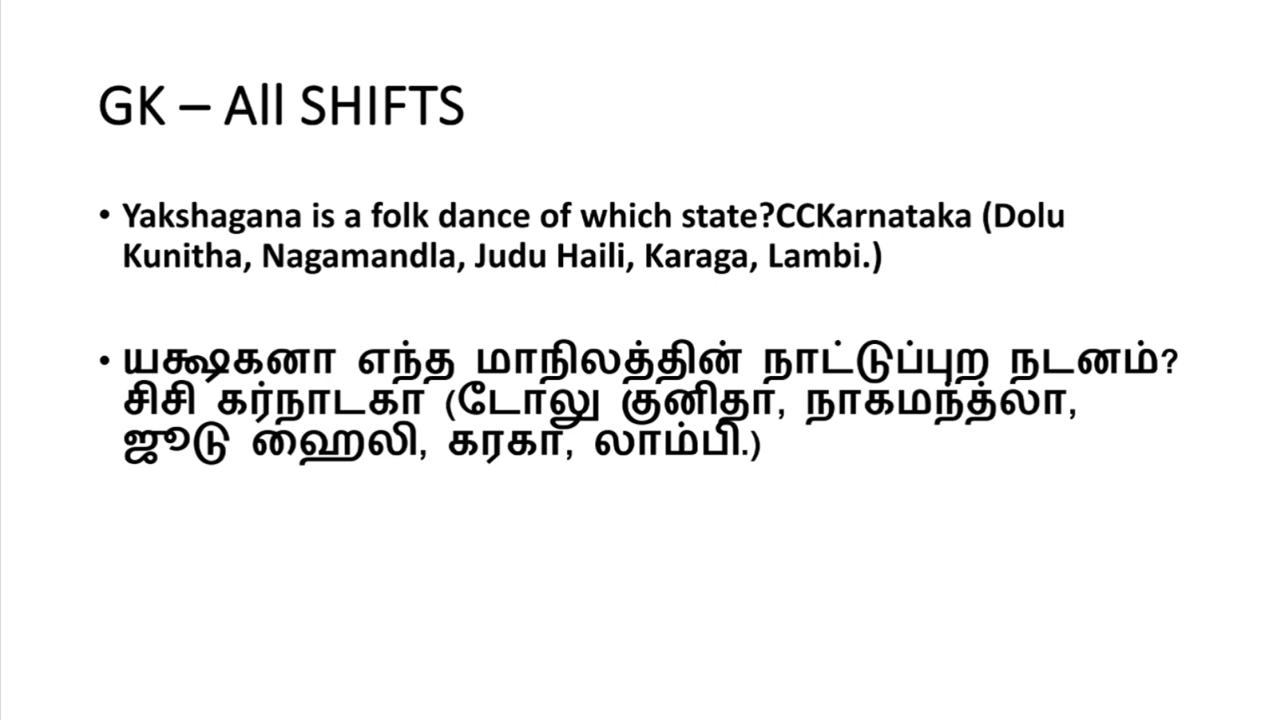 GK – All SHIFTS
• Yakshagana is a folk dance of which state?CCKarnataka (Dolu
Kunitha, Nagamandla, Judu Haili, Karaga, Lambi.)
• யக்ஷகனா எந்த மாநிலத்தின் நாட்டுப்புற நடனம்?
சிசி கர்நாடகா (டோலு குனிதா, நாகமந்த்லா,
ஜூடு ஹைலி, கரகா, லாம்பி.)